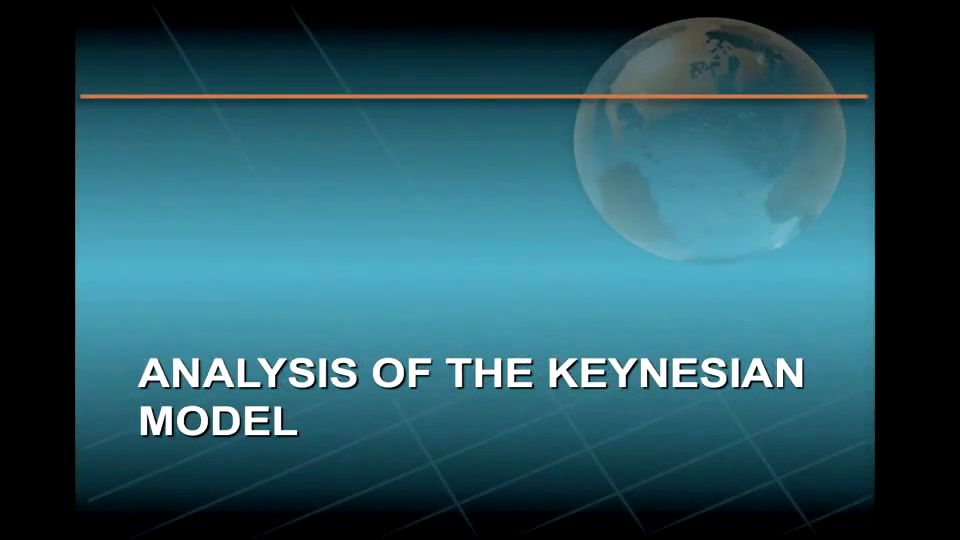 ANALYSIS OF THE KEYNESIAN
MODEL